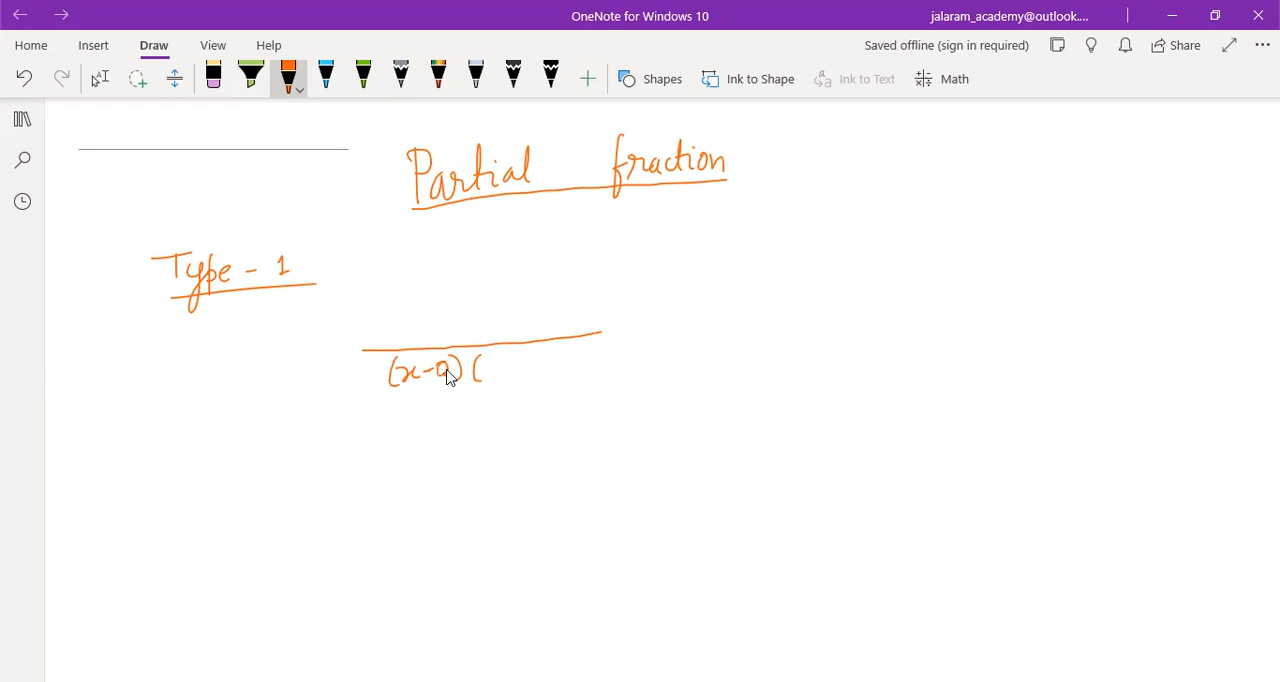 OneNote for Windows 10
jalaram_academy@outlook....
Home Insert Draw View Help
Saved offline (sign in required) Share
Shapes Ink to Shape Ink to Text Math
Partial fraction
Type - 1
(x-a) (